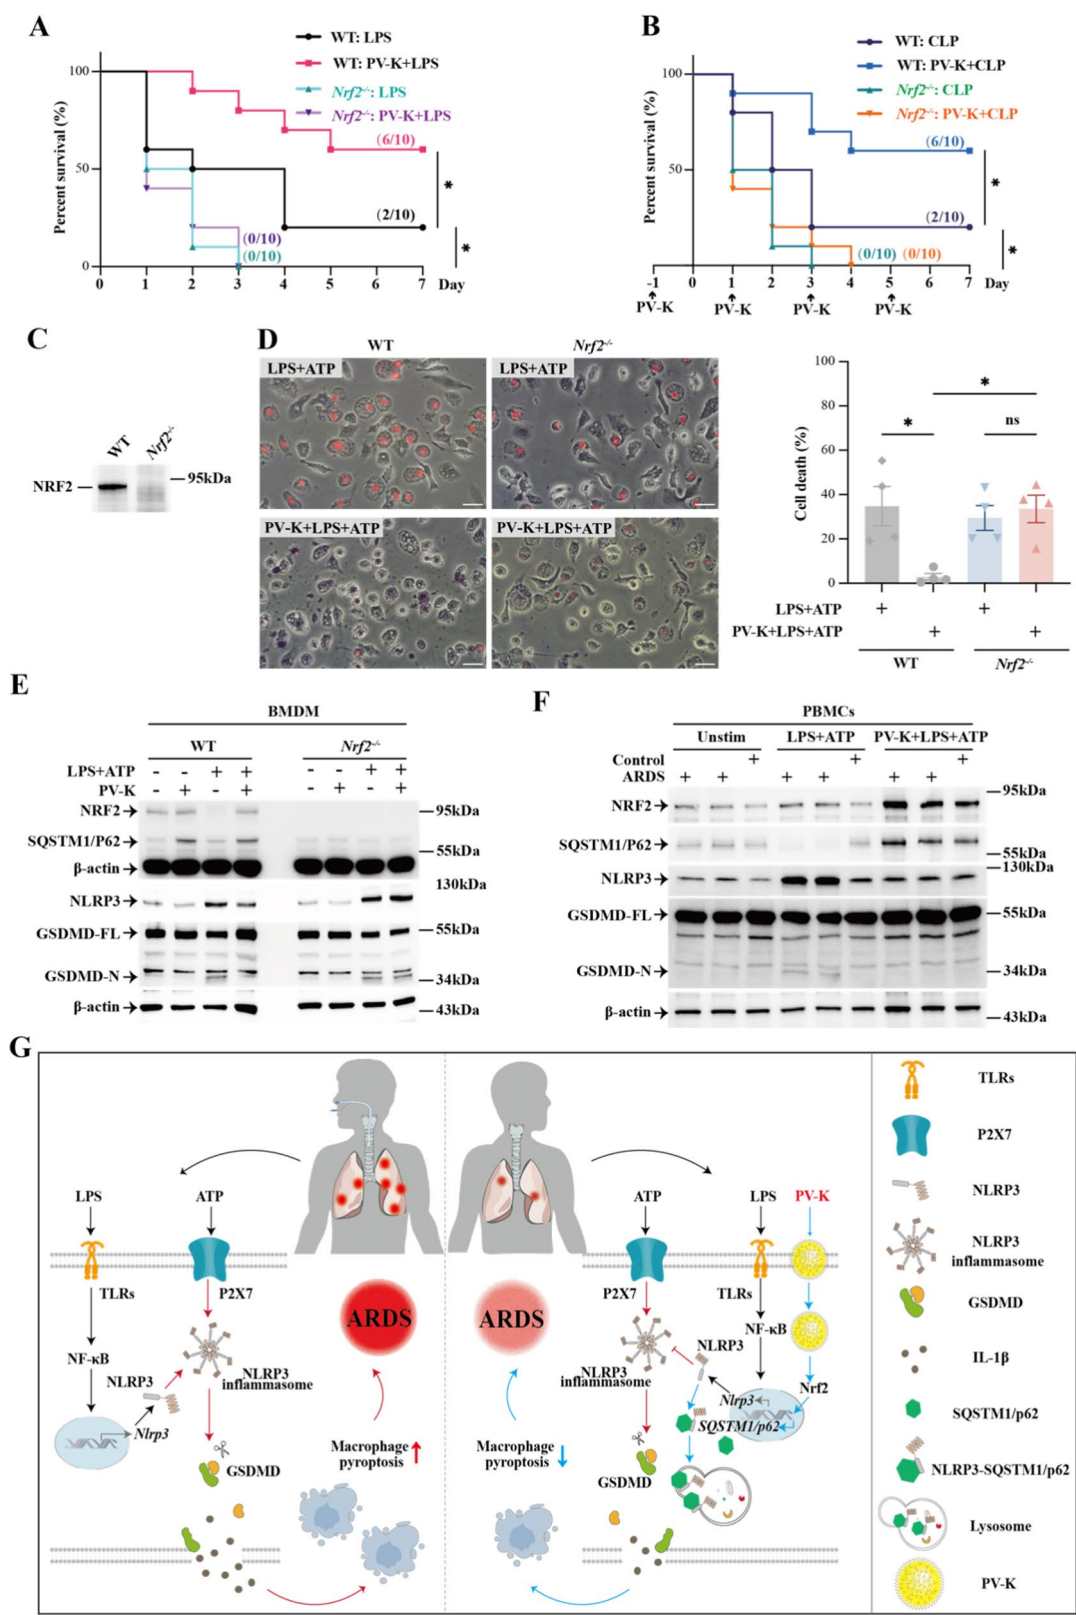 A
WT: LPS
WT: PV-K+LPS
Nrf2-/-: LPS
Nrf2-/-: PV-K+LPS
Percent survival (%)
100
50
0
(6/10)
(2/10)
(0/10)
(0/10)
*
*
0 1 2 3 4 5 6 7 Day
B
WT: CLP
WT: PV-K+CLP
Nrf2-/-: CLP
Nrf2-/-: PV-K+CLP
Percent survival (%)
100
50
(6/10)
(2/10)
(0/10) (0/10)
*
*
-1 0 1 2 3 4 5 6 7 Day
PV-K PV-K PV-K PV-K
C
WT Nrf2-/-
NRF2
95kDa
D
WT Nrf2-/-
LPS+ATP LPS+ATP
PV-K+LPS+ATP PV-K+LPS+ATP
Cell death (%)
100
80
60
40
20
0
*
*
ns
LPS+ATP + +
PV-K+LPS+ATP + +
WT Nrf2-/-
E
BMDM
WT Nrf2-/-
LPS+ATP - - + + - - + +
PV-K - + - + - + - +
NRF2 95kDa
SQSTM1/P62 55kDa
β-actin
130kDa
NLRP3
GSDMD-FL 55kDa
GSDMD-N 34kDa
β-actin 43kDa
F
PBMCs
Unstim LPS+ATP PV-K+LPS+ATP
Control + + +
ARDS + + + + + +
95kDa
NRF2
SQSTM1/P62 55kDa
130kDa
NLRP3
GSDMD-FL 55kDa
GSDMD-N 34kDa
β-actin 43kDa
G
LPS ATP
TLRs P2X7
NF-κB
NLRP3
NLRP3
inflammasome
Nlrp3
GSDMD
ARDS
Macrophage
pyroptosis
ATP LPS PV-K
P2X7 TLRs
NF-κB
NLRP3
NLRP3
inflammasome
Nrf2
Nlrp3
SQSTM1/p62
GSDMD
ARDS
Macrophage
pyroptosis
TLRs
P2X7
NLRP3
NLRP3
inflammasome
GSDMD
IL-1β
SQSTM1/p62
NLRP3-SQSTM1/p62
Lysosome
PV-K